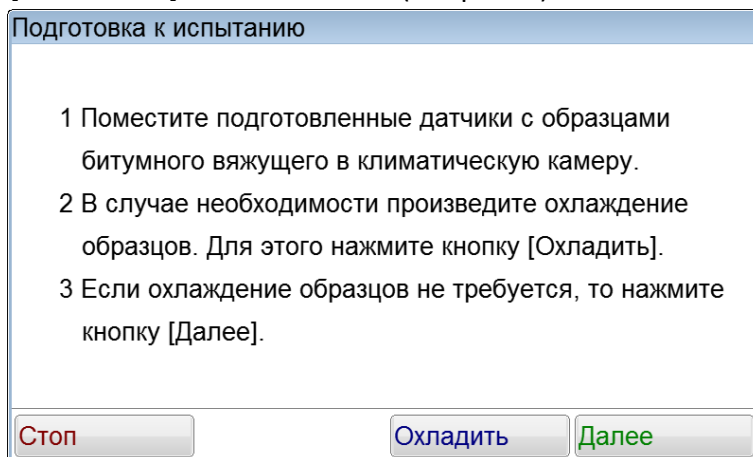 Подготовка к испытанию
1 Поместите подготовленные датчики с образцами
битумного вяжущего в климатическую камеру.
2 В случае необходимости произведите охлаждение
образцов. Для этого нажмите кнопку [Охладить].
3 Если охлаждение образцов не требуется, то нажмите
кнопку [Далее].
Стоп Охладить Далее